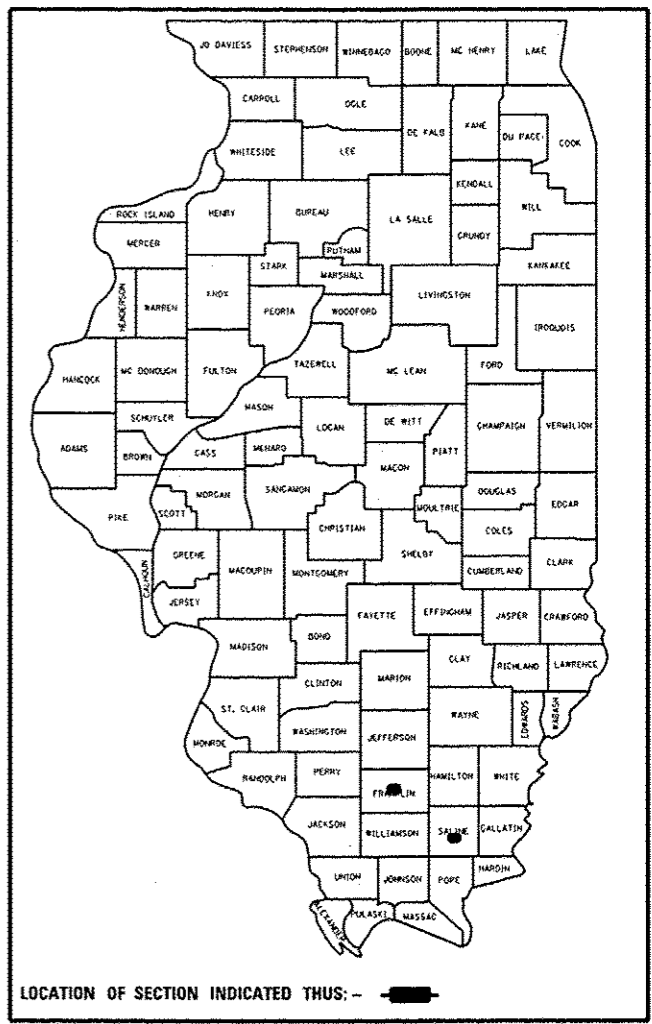 JO DAVIESS STEPHENSON WINNEBAGO BOONE MC HENRY LAKE
CARROLL OGLE DE KALB KANE DU PAGE COOK
WHITESIDE LEE
KENDALL WILL
ROCK ISLAND HENRY BUREAU LA SALLE
MERCER PUTNAM GRUNDY
STARK MARSHALL KANKAKEE
HENDERSON WARREN KNOX PEORIA WOODFORD LIVINGSTON IROQUOIS
HANCOCK MC DONOUGH FULTON TAZEWELL MC LEAN FORD
MASON
SCHUYLER LOGAN DE WITT CHAMPAIGN VERMILION
ADAMS BROWN CASS MENARD MACON PIATT
MORGAN SANGAMON DOUGLAS EDGAR
PIKE SCOTT CHRISTIAN MOULTRIE COLES
GREENE SHELBY
CALHOUN MACOUPIN MONTGOMERY CUMBERLAND CLARK
JERSEY FAYETTE EFFINGHAM JASPER CRAWFORD
MADISON BOND
CLAY RICHLAND LAWRENCE
CLINTON MARION
ST. CLAIR WAYNE EDWARDS WABASH
MONROE WASHINGTON JEFFERSON
RANDOLPH PERRY HAMILTON WHITE
JACKSON WILLIAMSON SALINE GALLATIN
UNION JOHNSON POPE HARDIN
ALEXANDER PULASKI MASSAC
LOCATION OF SECTION INDICATED THUS: –